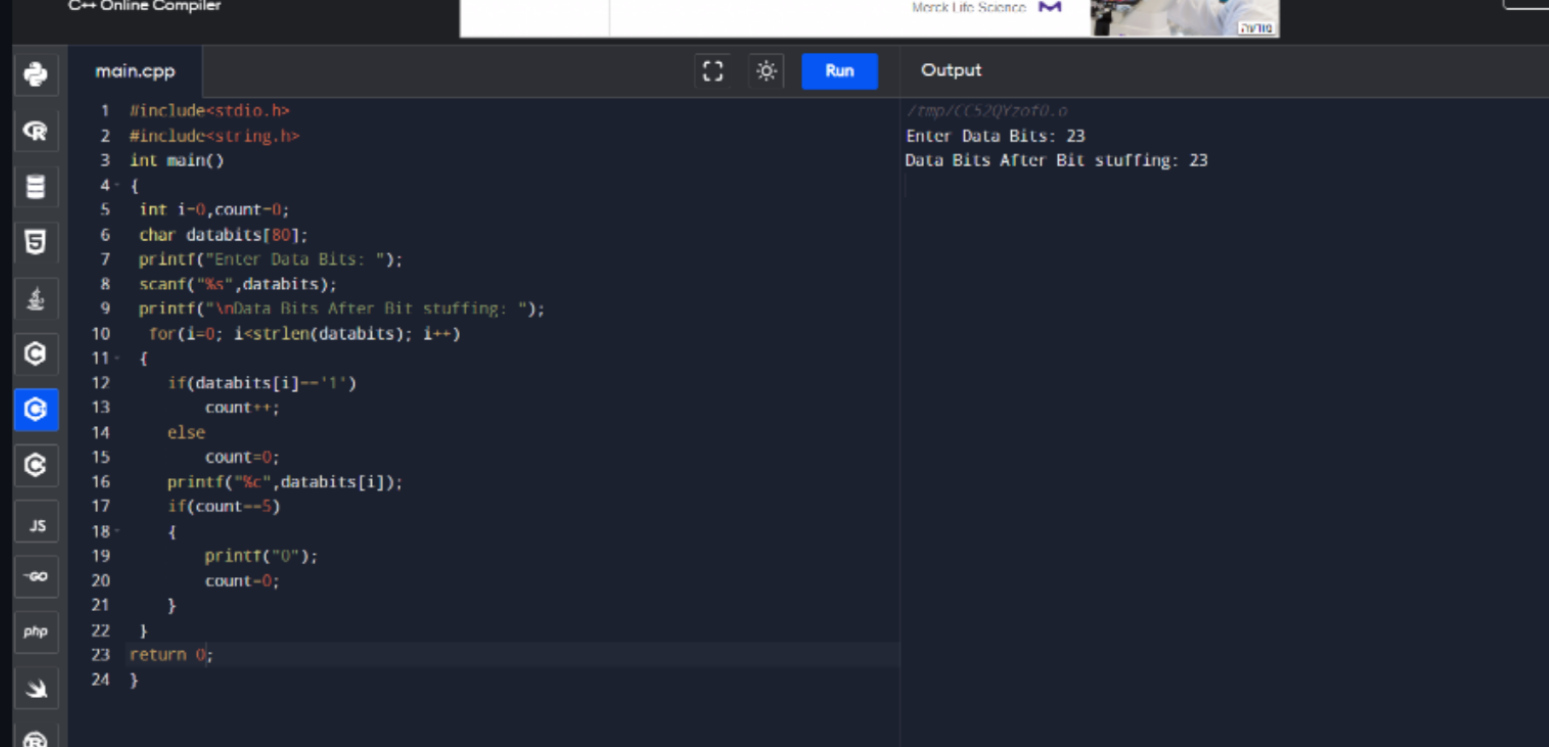 C++ Online Compiler
Merck Life Science
מודעה
main.cpp
Run
Output
1 #include<stdio.h>
2 #include<string.h>
3 int main()
4 {
5 int i=0,count=0;
6 char databits[80];
7 printf("Enter Data Bits: ");
8 scanf("%s",databits);
9 printf("\nData Bits After Bit stuffing: ");
10 for(i=0; i<strlen(databits); i++)
11 {
12 if(databits[i]=='1')
13 count++;
14 else
15 count=0;
16 printf("%c",databits[i]);
17 if(count==5)
18 {
19 printf("0");
20 count=0;
21 }
22 }
23 return 0;
24 }
/tmp/CC52QYzof0.o
Enter Data Bits: 23
Data Bits After Bit stuffing: 23
JS
GO
php